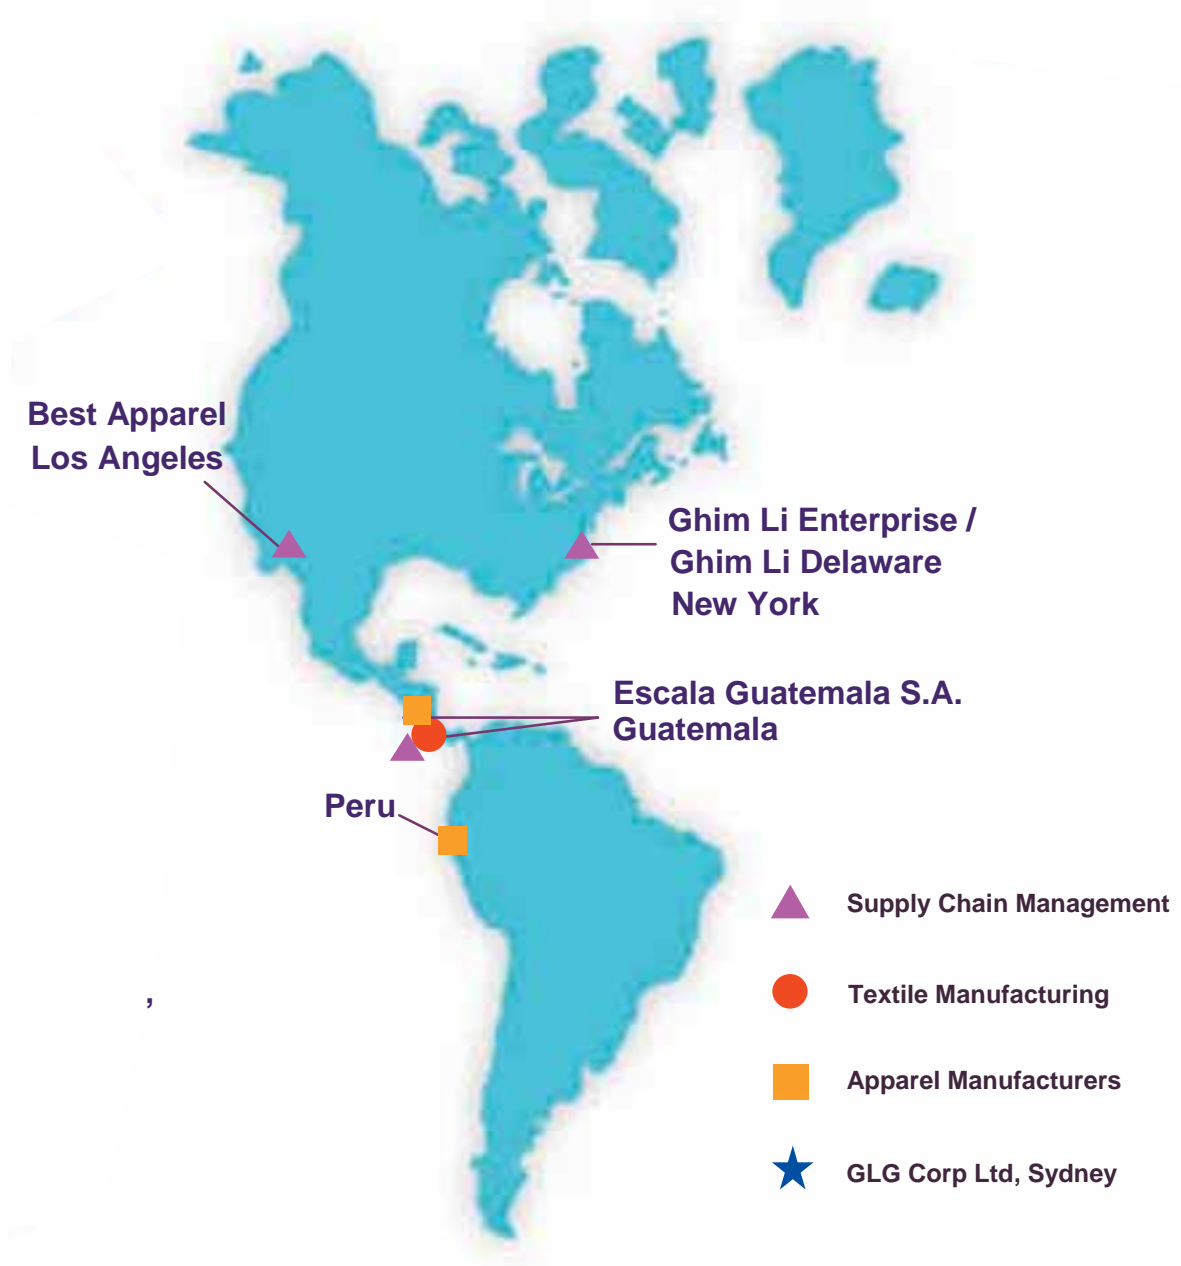 Best Apparel
Los Angeles
Ghim Li Enterprise /
Ghim Li Delaware
New York
Escala Guatemala S.A.
Guatemala
Peru
Supply Chain Management
,
Textile Manufacturing
Apparel Manufacturers
GLG Corp Ltd, Sydney